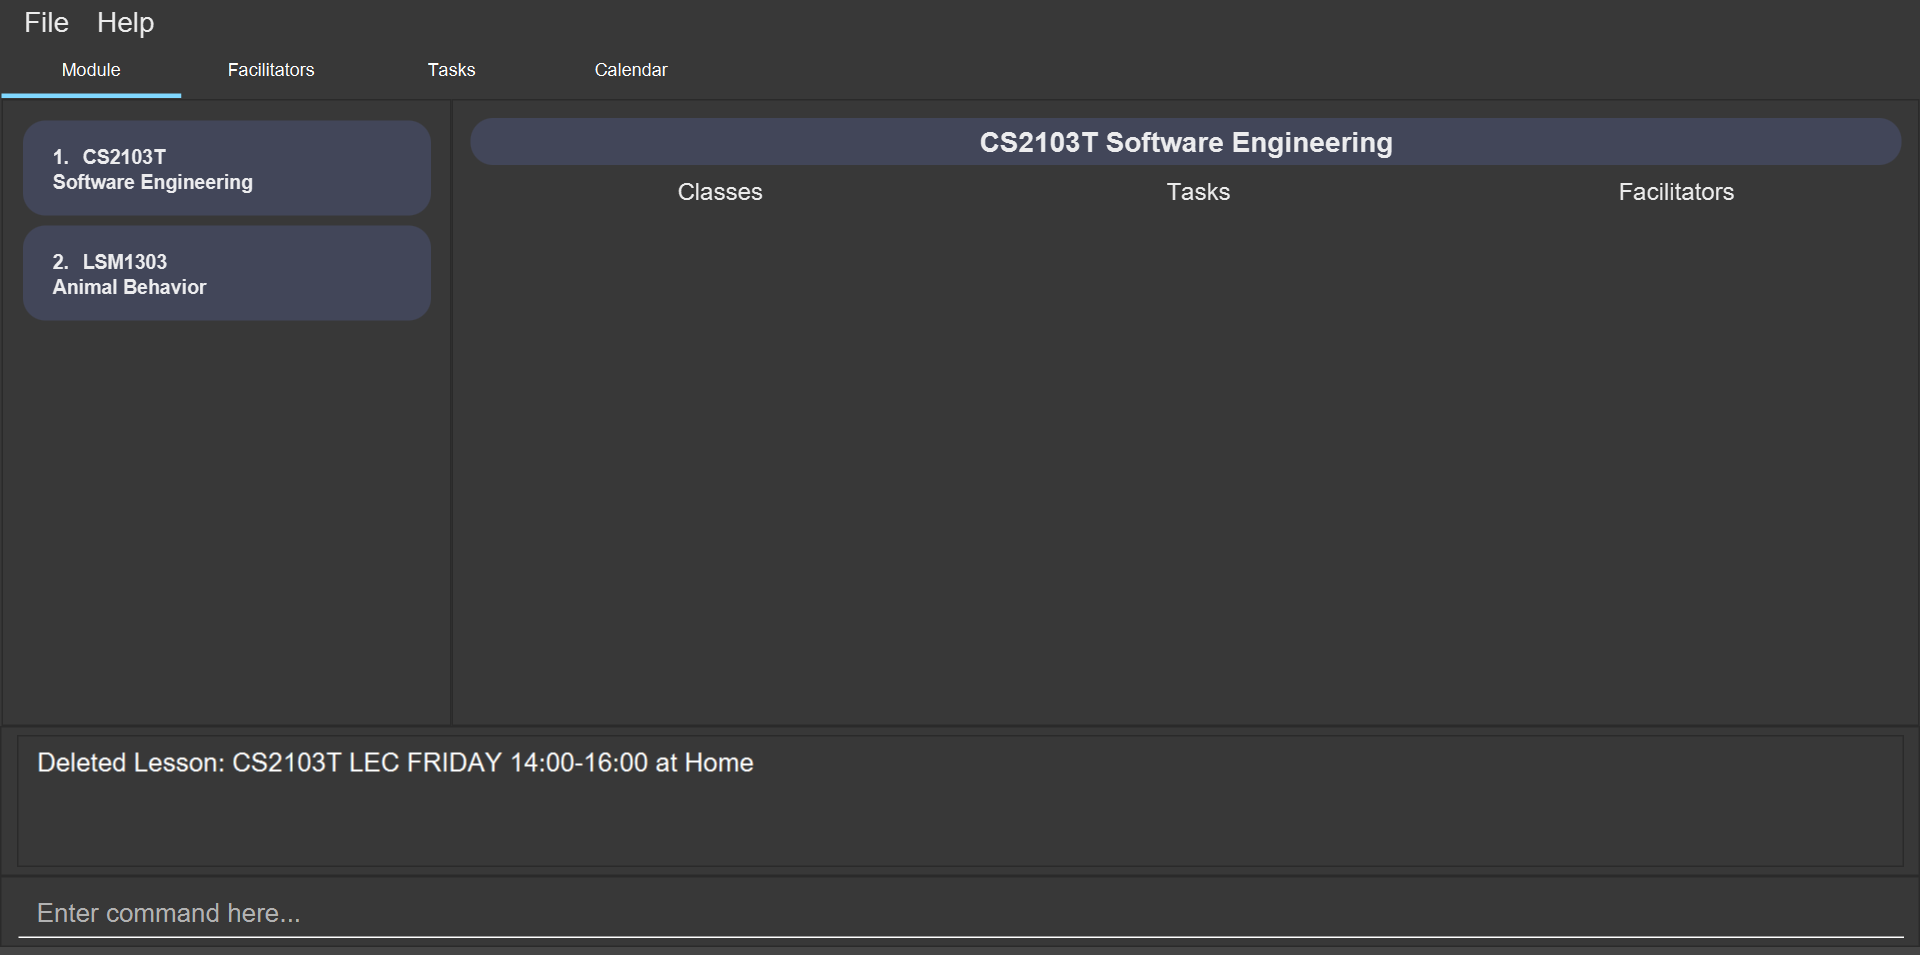 File Help
Module Facilitators Tasks Calendar
1. CS2103T
Software Engineering
2. LSM1303
Animal Behavior
CS2103T Software Engineering
Classes Tasks Facilitators
Deleted Lesson: CS2103T LEC FRIDAY 14:00-16:00 at Home
Enter command here...